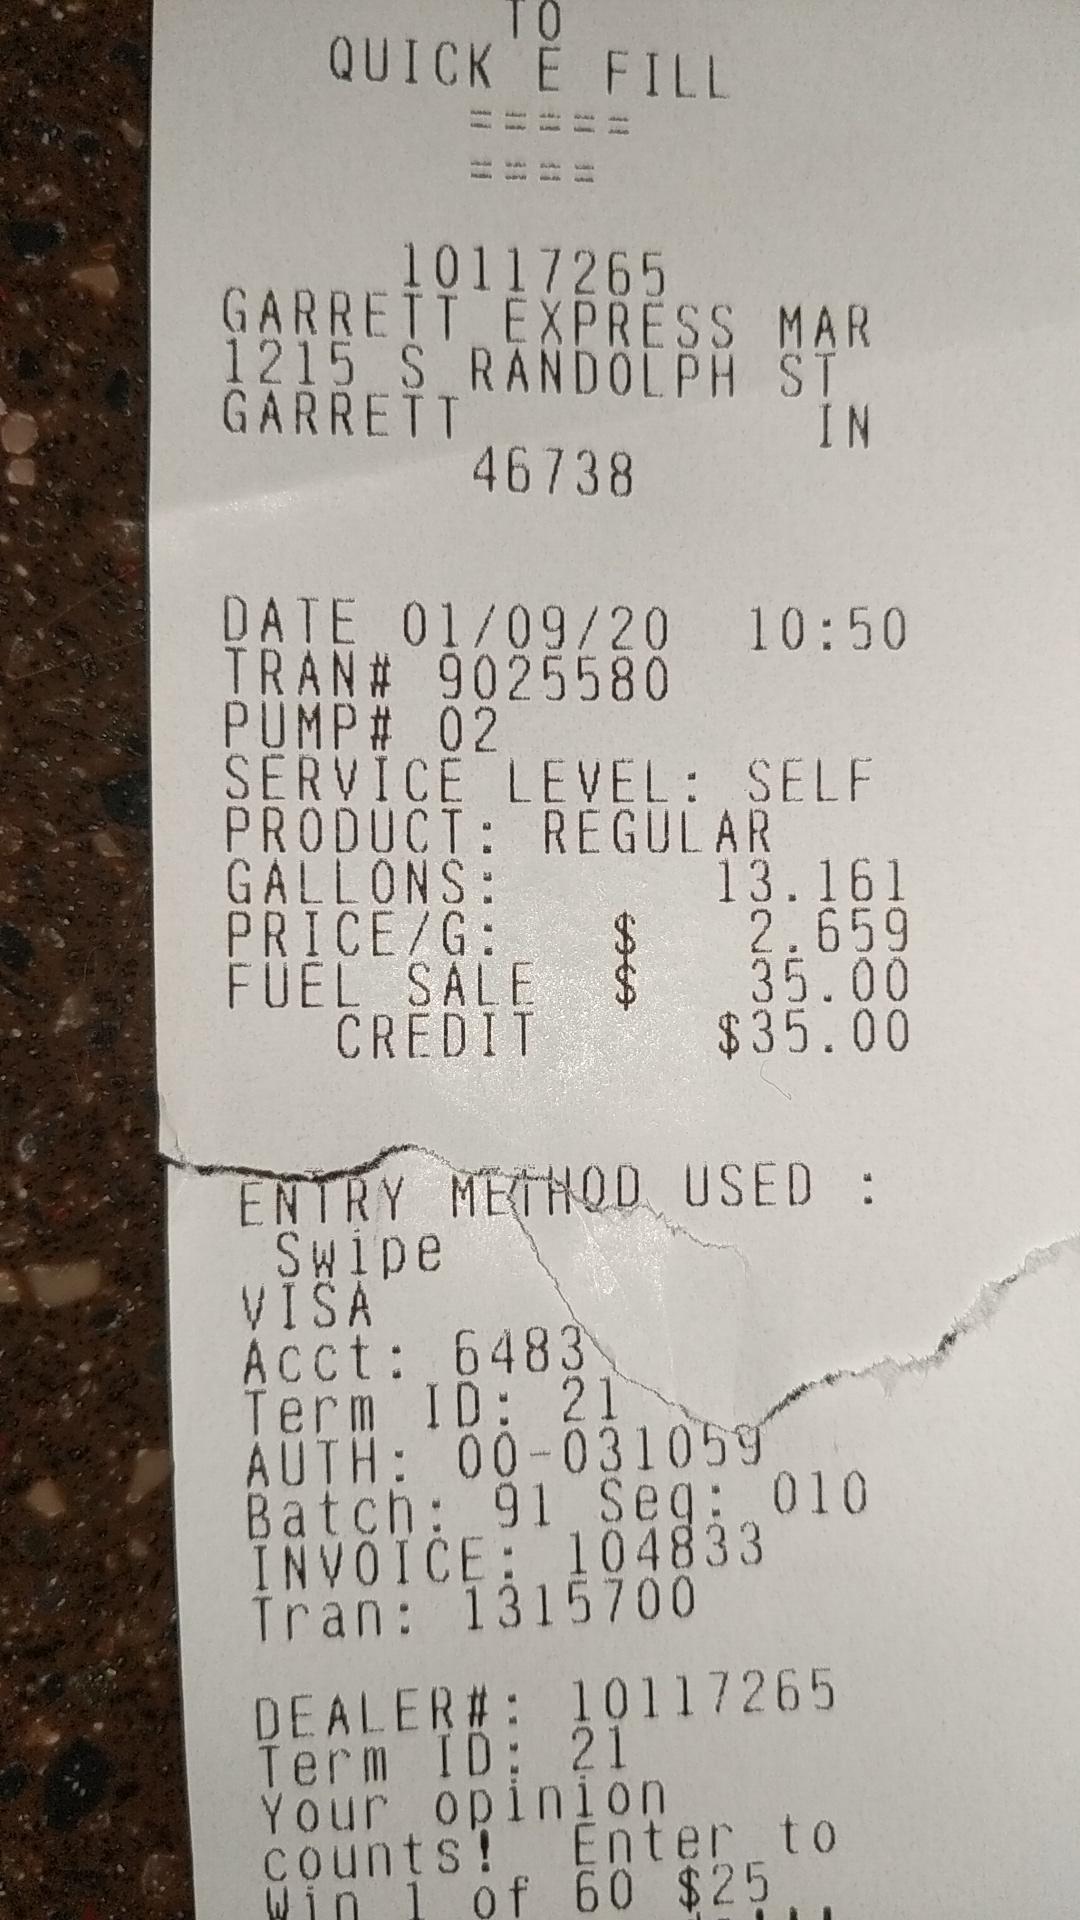 TO
QUICK E FILL
=====
====
10117265
GARRETT EXPRESS MAR
1215 S RANDOLPH ST
GARRETT IN
46738
DATE 01/09/20 10:50
TRAN# 9025580
PUMP# 02
SERVICE LEVEL: SELF
PRODUCT: REGULAR
GALLONS: 13.161
PRICE/G: $ 2.659
FUEL SALE $ 35.00
CREDIT $35.00
ENTRY METHOD USED :
Swipe
VISA
Acct: 6483
Term ID: 21
AUTH: 00-031059
Batch: 91 Seq: 010
INVOICE: 104833
Tran: 1315700
DEALER#: 10117265
Term ID: 21
Your opinion
counts! Enter to
win 1 of 60 $25